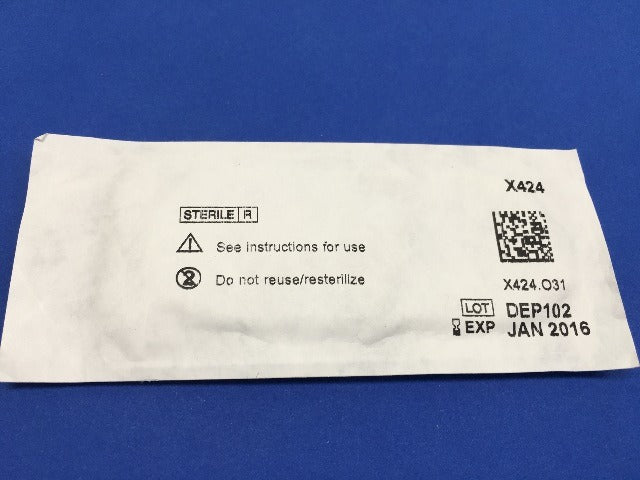 X424
STERILE R
See instructions for use
Do not reuse/resterilize
X424.O31
LOT DEP102
EXP JAN 2016